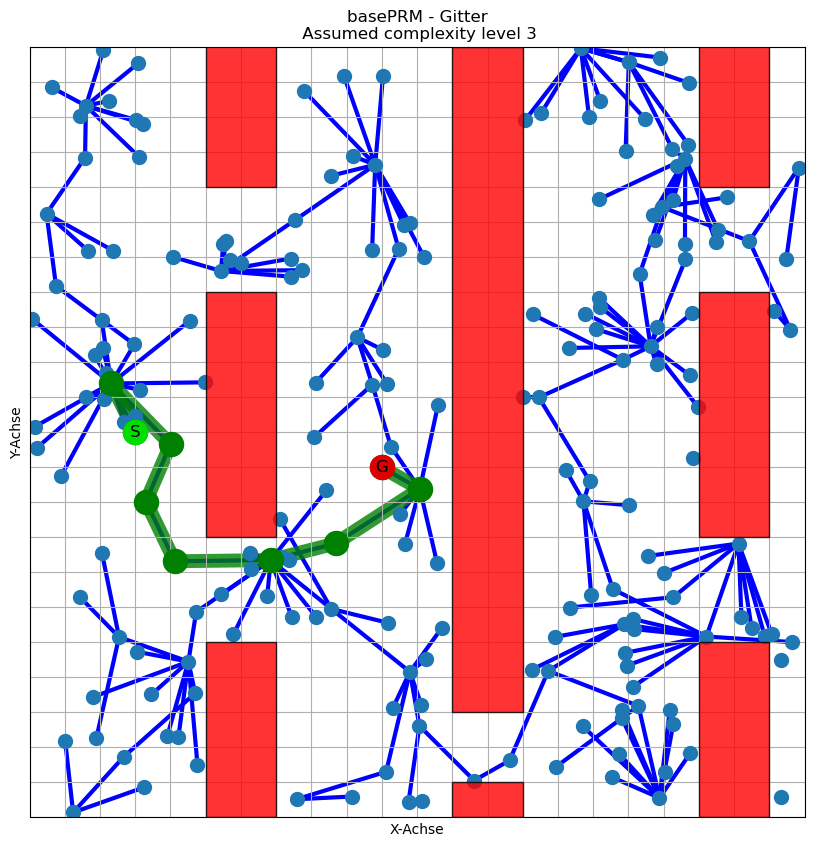 basePRM - Gitter
Assumed complexity level 3
Y-Achse
S
G
X-Achse